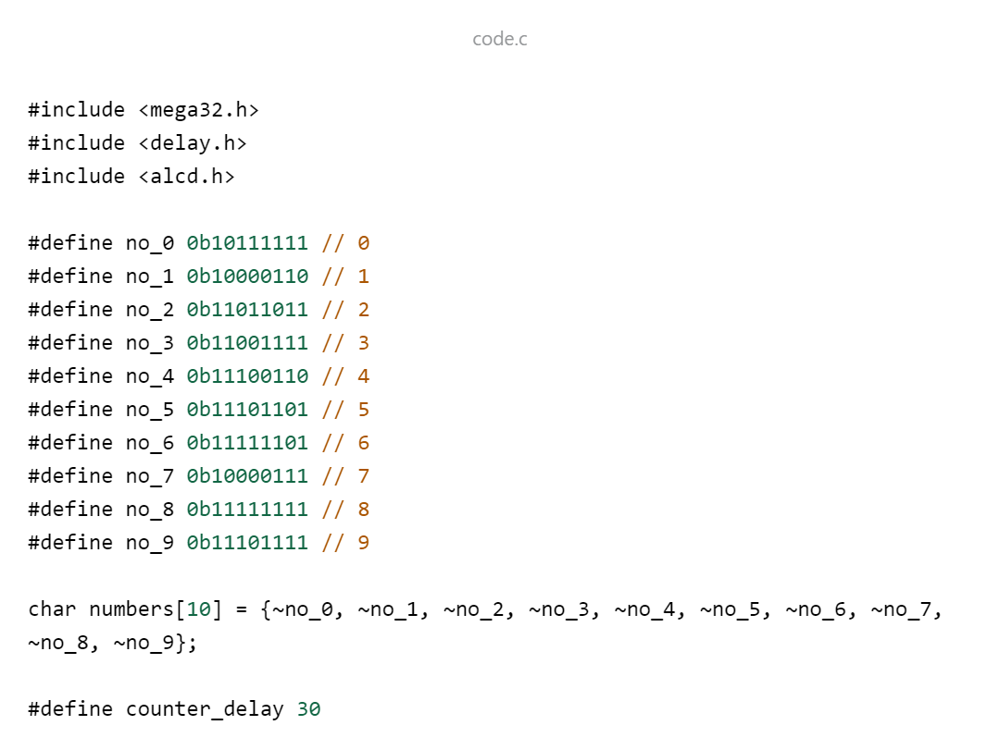 code.c
#include <mega32.h>
#include <delay.h>
#include <alcd.h>
#define no_0 0b10111111 // 0
#define no_1 0b10000110 // 1
#define no_2 0b11011011 // 2
#define no_3 0b11001111 // 3
#define no_4 0b11100110 // 4
#define no_5 0b11101101 // 5
#define no_6 0b11111101 // 6
#define no_7 0b10000111 // 7
#define no_8 0b11111111 // 8
#define no_9 0b11101111 // 9
char numbers[10] = {~no_0, ~no_1, ~no_2, ~no_3, ~no_4, ~no_5, ~no_6, ~no_7,
~no_8, ~no_9};
#define counter_delay 30